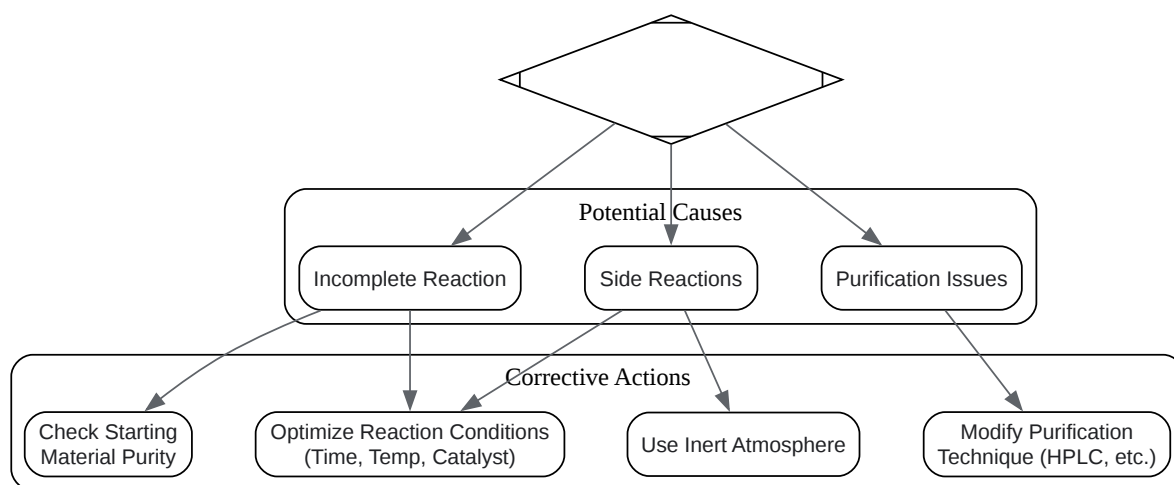 Potential Causes
Incomplete Reaction
Side Reactions
Purification Issues
Corrective Actions
Check Starting
Material Purity
Optimize Reaction Conditions
(Time, Temp, Catalyst)
Use Inert Atmosphere
Modify Purification
Technique (HPLC, etc.)